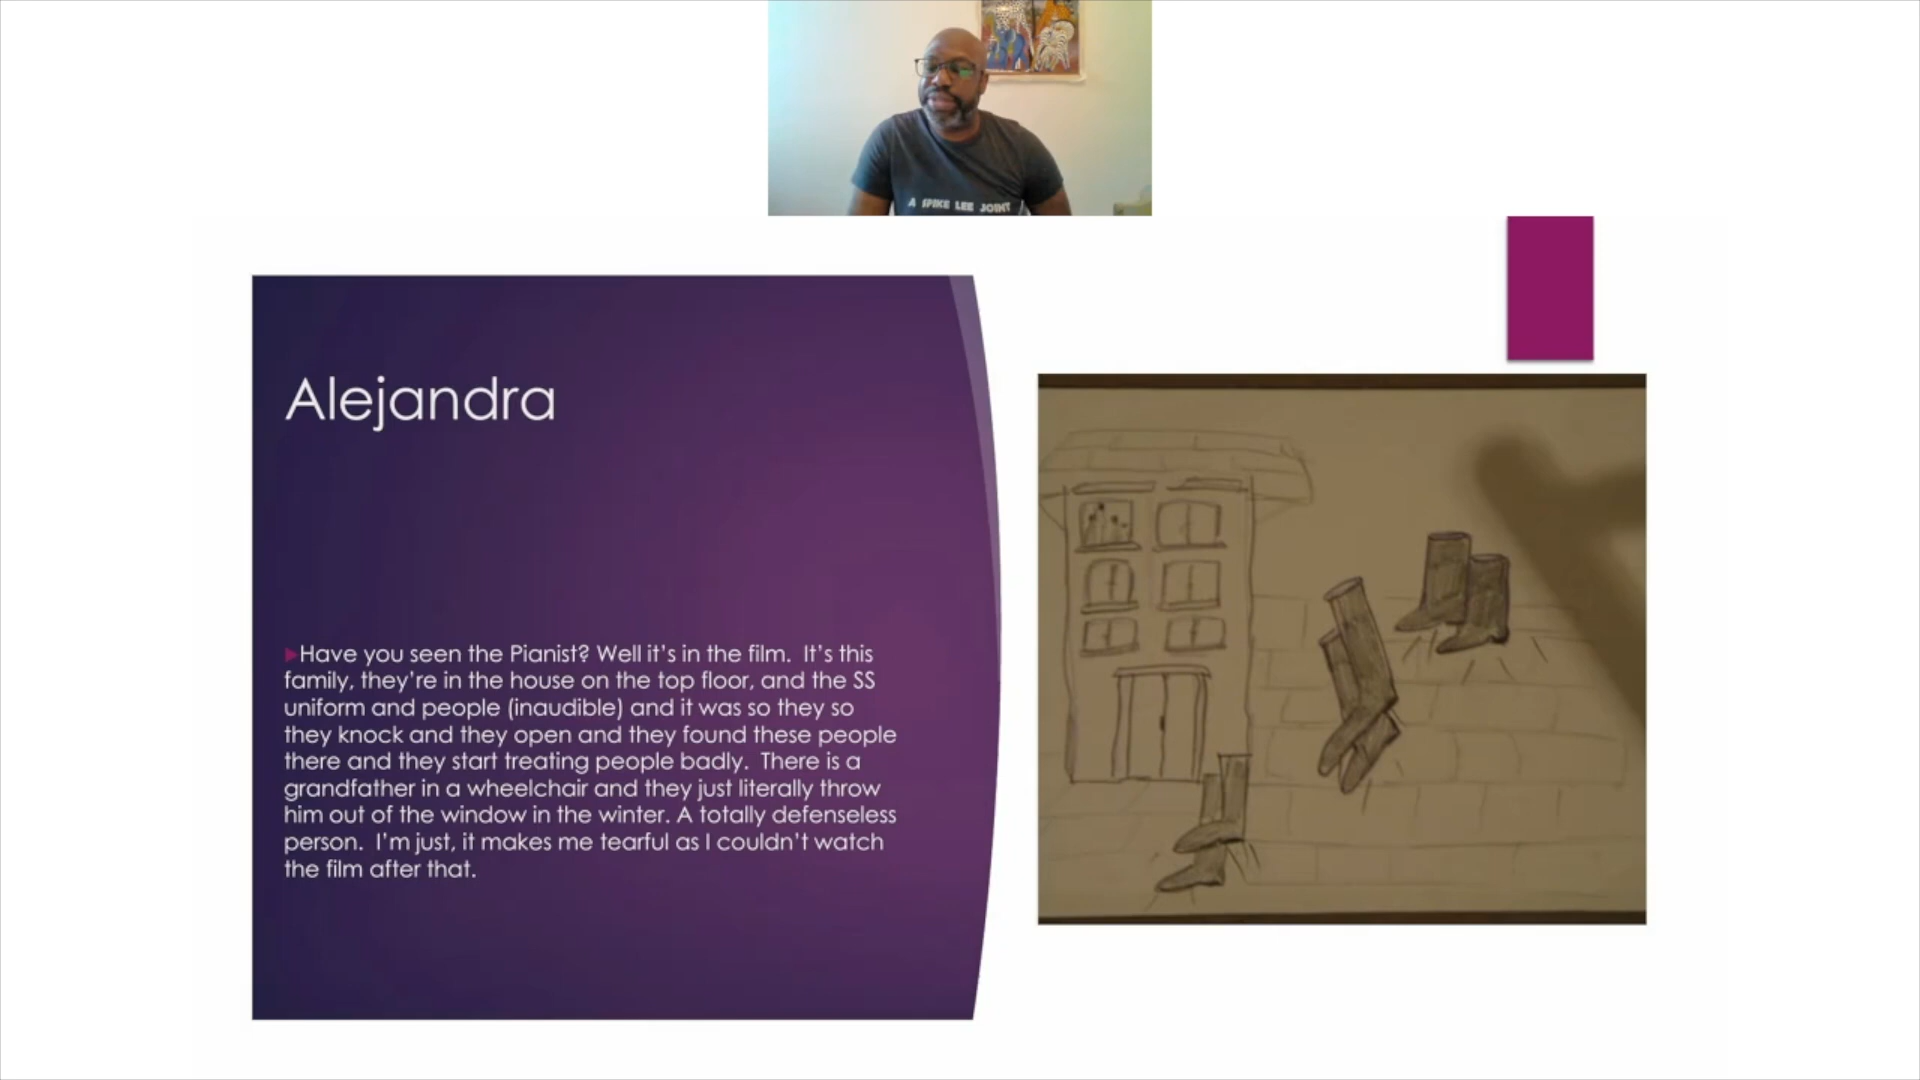 A SPIKE LEE JOINT
Alejandra
Have you seen the Pianist? Well it's in the film.  It's this
family, they're in the house on the top floor, and the SS
uniform and people (inaudible) and it was so they so
they knock and they open and they found these people
there and they start treating people badly.  There is a
grandfather in a wheelchair and they just literally throw
him out of the window in the winter. A totally defenseless
person.  I'm just, it makes me tearful as I couldn't watch
the film after that.